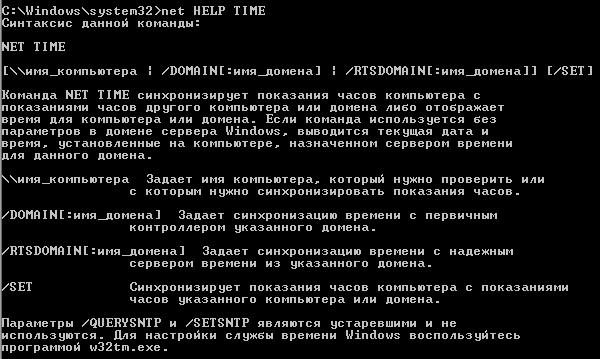 C:\Windows\system32>net HELP TIME
Синтаксис данной команды:
NET TIME
[\\имя_компьютера | /DOMAIN[:имя_домена] | /RTSDOMAIN[:имя_домена]] [/SET]
Команда NET TIME синхронизирует показания часов компьютера с
показаниями часов другого компьютера или домена либо отображает
время для компьютера или домена. Если команда используется без
параметров в домене сервера Windows, выводится текущая дата и
время, установленные на компьютере, назначенном сервером времени
для данного домена.
\\имя_компьютера Задает имя компьютера, который нужно проверить или
с которым нужно синхронизировать показания часов.
/DOMAIN[:имя_домена] Задает синхронизацию времени с первичным
контроллером указанного домена.
/RTSDOMAIN[:имя_домена] Задает синхронизацию времени с надежным
сервером времени из указанного домена.
/SET Синхронизирует показания часов компьютера с показаниями
часов указанного компьютера или домена.
Параметры /QUERYSNTP и /SETSNTP являются устаревшими и не
используются. Для настройки службы времени Windows воспользуйтесь
программой w32tm.exe.